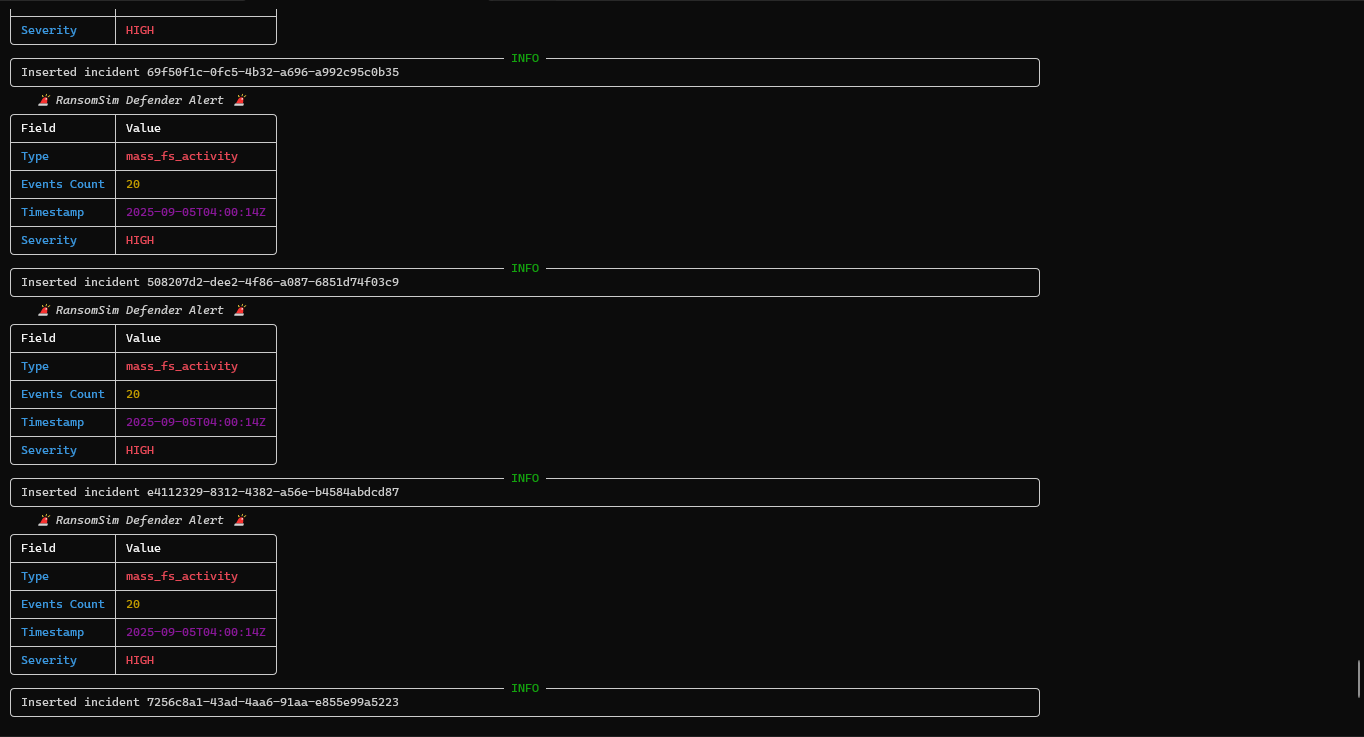 Severity HIGH
INFO
Inserted incident 69f50f1c-0fc5-4b32-a696-a992c95c0b35
🚨 RansomSim Defender Alert 🚨
Field Value
Type mass_fs_activity
Events Count 20
Timestamp 2025-09-05T04:00:14Z
Severity HIGH
INFO
Inserted incident 508207d2-dee2-4f86-a087-6851d74f03c9
🚨 RansomSim Defender Alert 🚨
Field Value
Type mass_fs_activity
Events Count 20
Timestamp 2025-09-05T04:00:14Z
Severity HIGH
INFO
Inserted incident e4112329-8312-4382-a56e-b4584abdcd87
🚨 RansomSim Defender Alert 🚨
Field Value
Type mass_fs_activity
Events Count 20
Timestamp 2025-09-05T04:00:14Z
Severity HIGH
INFO
Inserted incident 7256c8a1-43ad-4aa6-91aa-e855e99a5223